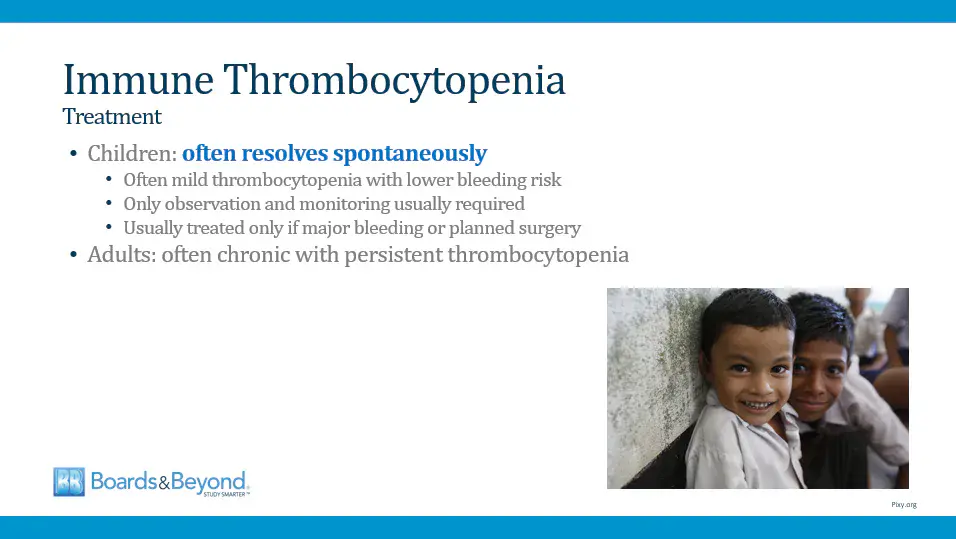 Immune Thrombocytopenia
Treatment
• Children: often resolves spontaneously
• Often mild thrombocytopenia with lower bleeding risk
• Only observation and monitoring usually required
• Usually treated only if major bleeding or planned surgery
• Adults: often chronic with persistent thrombocytopenia
BB Boards&Beyond®
STUDY SMARTER™
Pixy.org